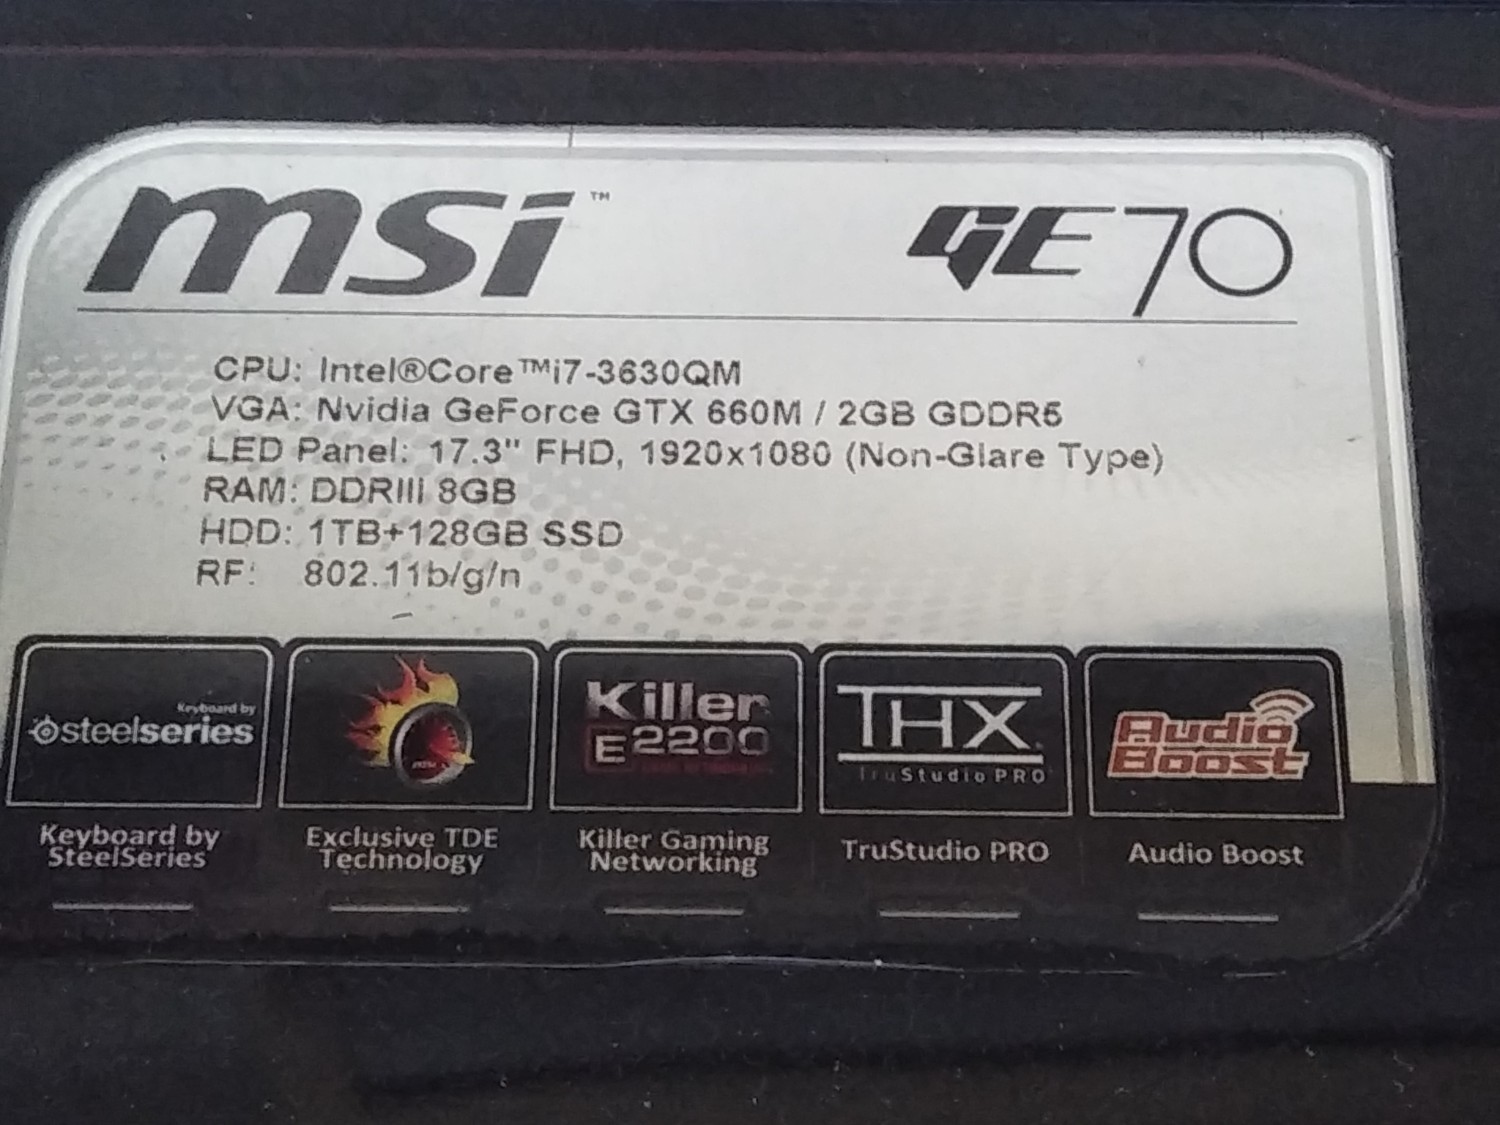 msi™ GE70
CPU: Intel®Core™i7-3630QM
VGA: Nvidia GeForce GTX 660M / 2GB GDDR5
LED Panel: 17.3" FHD, 1920x1080 (Non-Glare Type)
RAM: DDRIII 8GB
HDD: 1TB+128GB SSD
RF: 802.11b/g/n
Keyboard by
steelseries
msi
Killer
E2200
THX
TruStudio PRO
Audio
Boost
Keyboard by
SteelSeries
Exclusive TDE
Technology
Killer Gaming
Networking
TruStudio PRO
Audio Boost